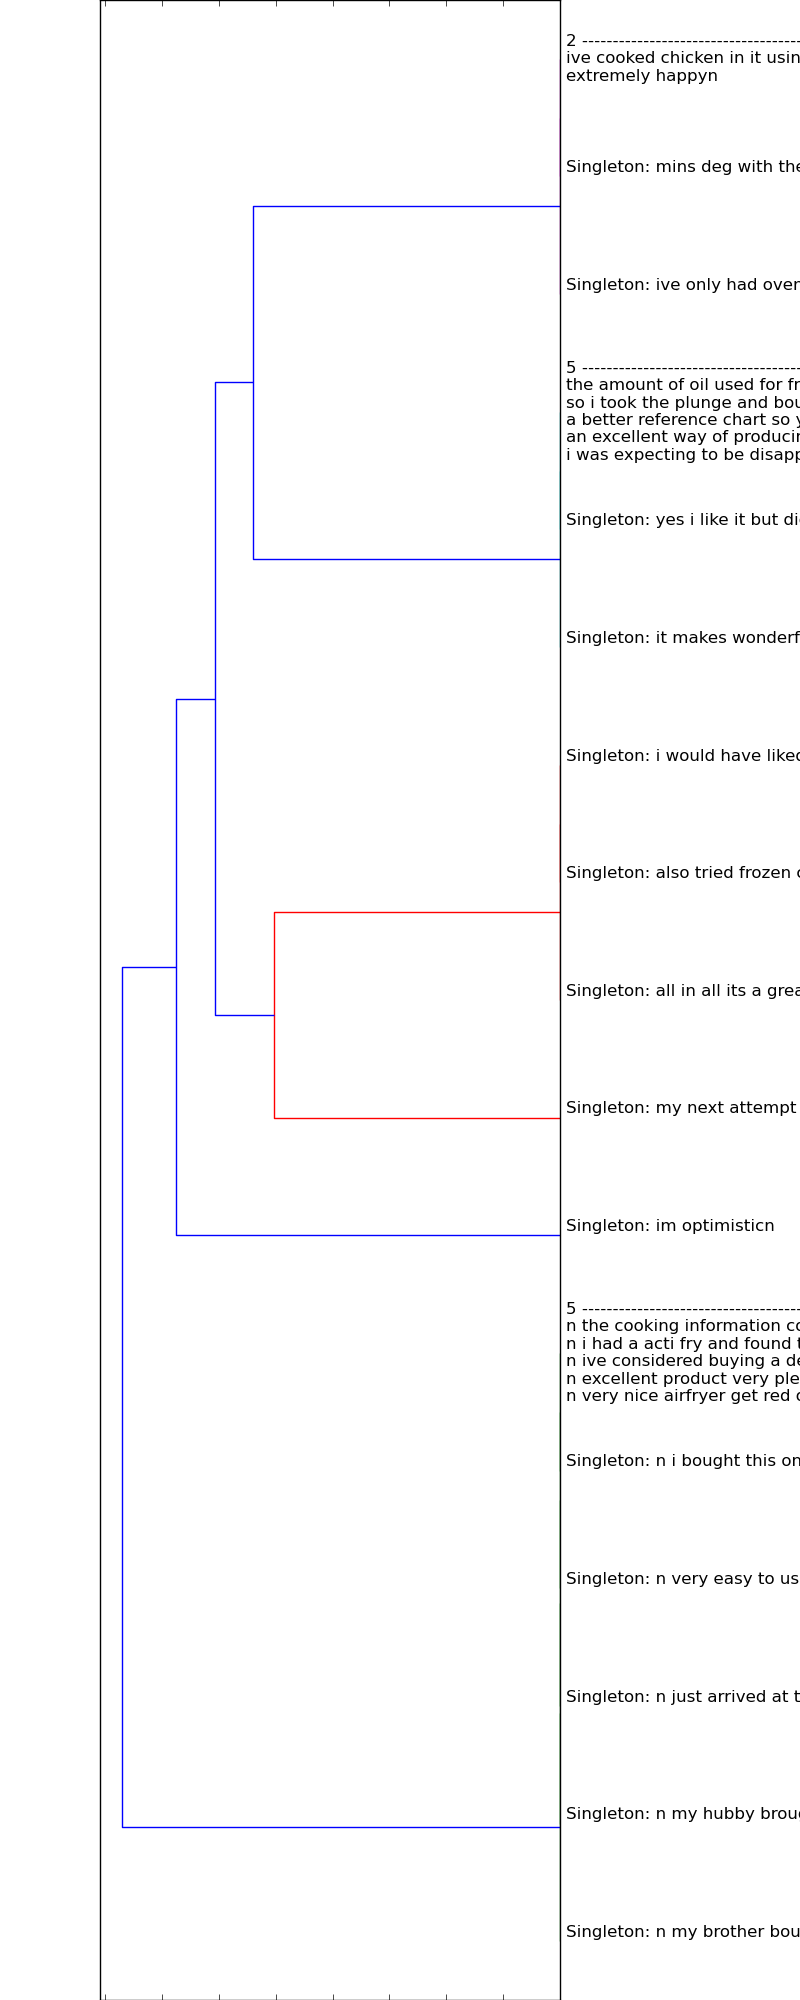 2 -----------------------------------
ive cooked chicken in it usin
extremely happyn
Singleton: mins deg with the
Singleton: ive only had over
5 -----------------------------------
the amount of oil used for fr
so i took the plunge and bou
a better reference chart so y
an excellent way of producin
i was expecting to be disapp
Singleton: yes i like it but di
Singleton: it makes wonderf
Singleton: i would have liked
Singleton: also tried frozen c
Singleton: all in all its a grea
Singleton: my next attempt
Singleton: im optimisticn
5 -----------------------------------
n the cooking information co
n i had a acti fry and found t
n ive considered buying a de
n excellent product very ple
n very nice airfryer get red o
Singleton: n i bought this on
Singleton: n very easy to us
Singleton: n just arrived at t
Singleton: n my hubby broug
Singleton: n my brother bou